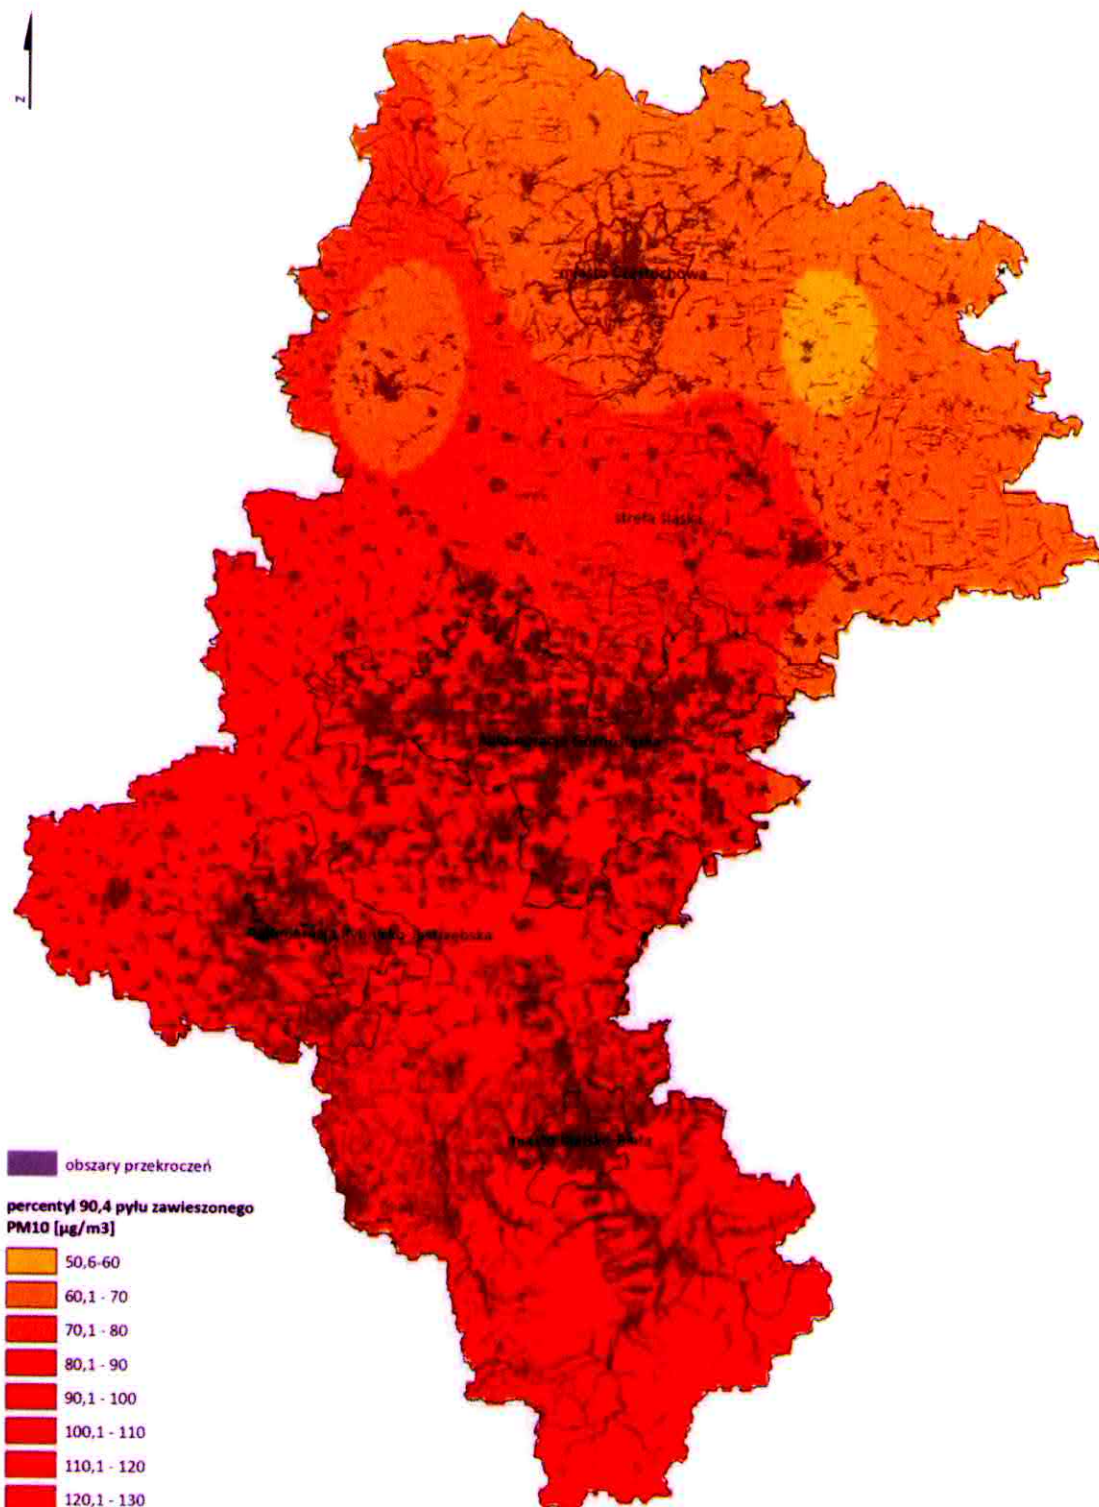 z
miasto Częstochowa
strefa śląska
obszary przekroczeń
percentyl 90,4 pyłu zawieszonego
PM10 [µg/m3]
50,6-60
60,1 - 70
70,1 - 80
80,1 - 90
90,1 - 100
100,1 - 110
110,1 - 120
120,1 - 130